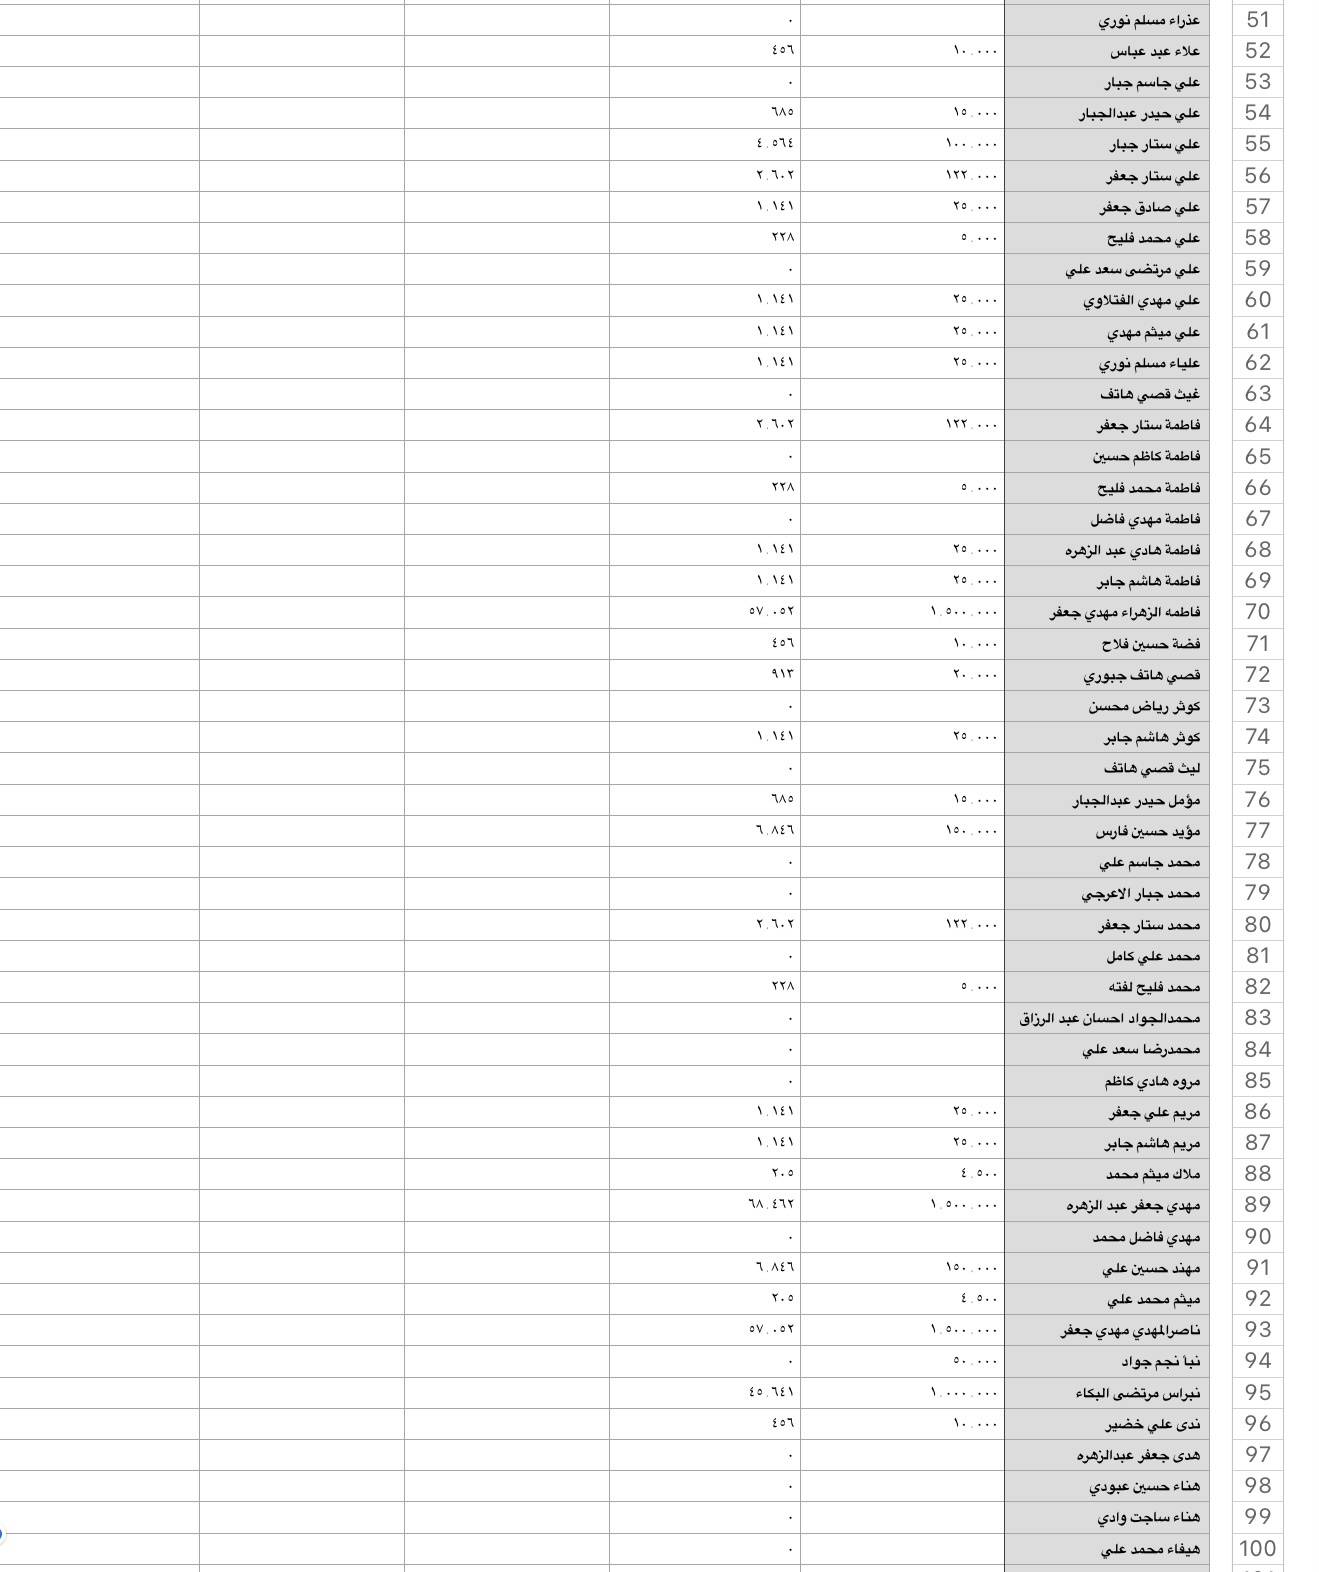 51 عذراء مسلم نوري ٠
52 علاء عبد عباس ١٠.٠٠٠ ٤٥٦
53 علي جاسم جبار ٠
54 علي حيدر عبدالجبار ١٥.٠٠٠ ٦٨٥
55 علي ستار جبار ١٠٠.٠٠٠ ٤.٥٦٤
56 علي ستار جعفر ١٢٢.٠٠٠ ٢.٦٠٢
57 علي صادق جعفر ٢٥.٠٠٠ ١.١٤١
58 علي محمد فليح ٥.٠٠٠ ٢٢٨
59 علي مرتضى سعد علي ٠
60 علي مهدي الفتلاوي ٢٥.٠٠٠ ١.١٤١
61 علي ميثم مهدي ٢٥.٠٠٠ ١.١٤١
62 علياء مسلم نوري ٢٥.٠٠٠ ١.١٤١
63 غيث قصي هاتف ٠
64 فاطمة ستار جعفر ١٢٢.٠٠٠ ٢.٦٠٢
65 فاطمة كاظم حسين ٠
66 فاطمة محمد فليح ٥.٠٠٠ ٢٢٨
67 فاطمة مهدي فاضل ٠
68 فاطمة هادي عبد الزهره ٢٥.٠٠٠ ١.١٤١
69 فاطمة هاشم جابر ٢٥.٠٠٠ ١.١٤١
70 فاطمه الزهراء مهدي جعفر ١.٥٠٠.٠٠٠ ٥٧.٠٥٢
71 فضة حسين فلاح ١٠.٠٠٠ ٤٥٦
72 قصي هاتف جبوري ٢٠.٠٠٠ ٩١٣
73 كوثر رياض محسن ٠
74 كوثر هاشم جابر ٢٥.٠٠٠ ١.١٤١
75 ليث قصي هاتف ٠
76 مؤمل حيدر عبدالجبار ١٥.٠٠٠ ٦٨٥
77 مؤيد حسين فارس ١٥٠.٠٠٠ ٦.٨٤٦
78 محمد جاسم علي ٠
79 محمد جبار الاعرجي ٠
80 محمد ستار جعفر ١٢٢.٠٠٠ ٢.٦٠٢
81 محمد علي كامل ٠
82 محمد فليح لفته ٥.٠٠٠ ٢٢٨
83 محمدالجواد احسان عبد الرزاق ٠
84 محمدرضا سعد علي ٠
85 مروه هادي كاظم ٠
86 مريم علي جعفر ٢٥.٠٠٠ ١.١٤١
87 مريم هاشم جابر ٢٥.٠٠٠ ١.١٤١
88 ملاك ميثم محمد ٤.٥٠٠ ٢٠٥
89 مهدي جعفر عبد الزهره ١.٥٠٠.٠٠٠ ٦٨.٤٦٢
90 مهدي فاضل محمد ٠
91 مهند حسين علي ١٥٠.٠٠٠ ٦.٨٤٦
92 ميثم محمد علي ٤.٥٠٠ ٢٠٥
93 ناصرالمهدي مهدي جعفر ١.٥٠٠.٠٠٠ ٥٧.٠٥٢
94 نبأ نجم جواد ٥٠.٠٠٠ ٠
95 نبراس مرتضى البكاء ١.٠٠٠.٠٠٠ ٤٥.٦٤١
96 ندى علي خضير ١٠.٠٠٠ ٤٥٦
97 هدى جعفر عبدالزهره ٠
98 هناء حسين عبودي ٠
99 هناء ساجت وادي ٠
100 هيفاء محمد علي ٠